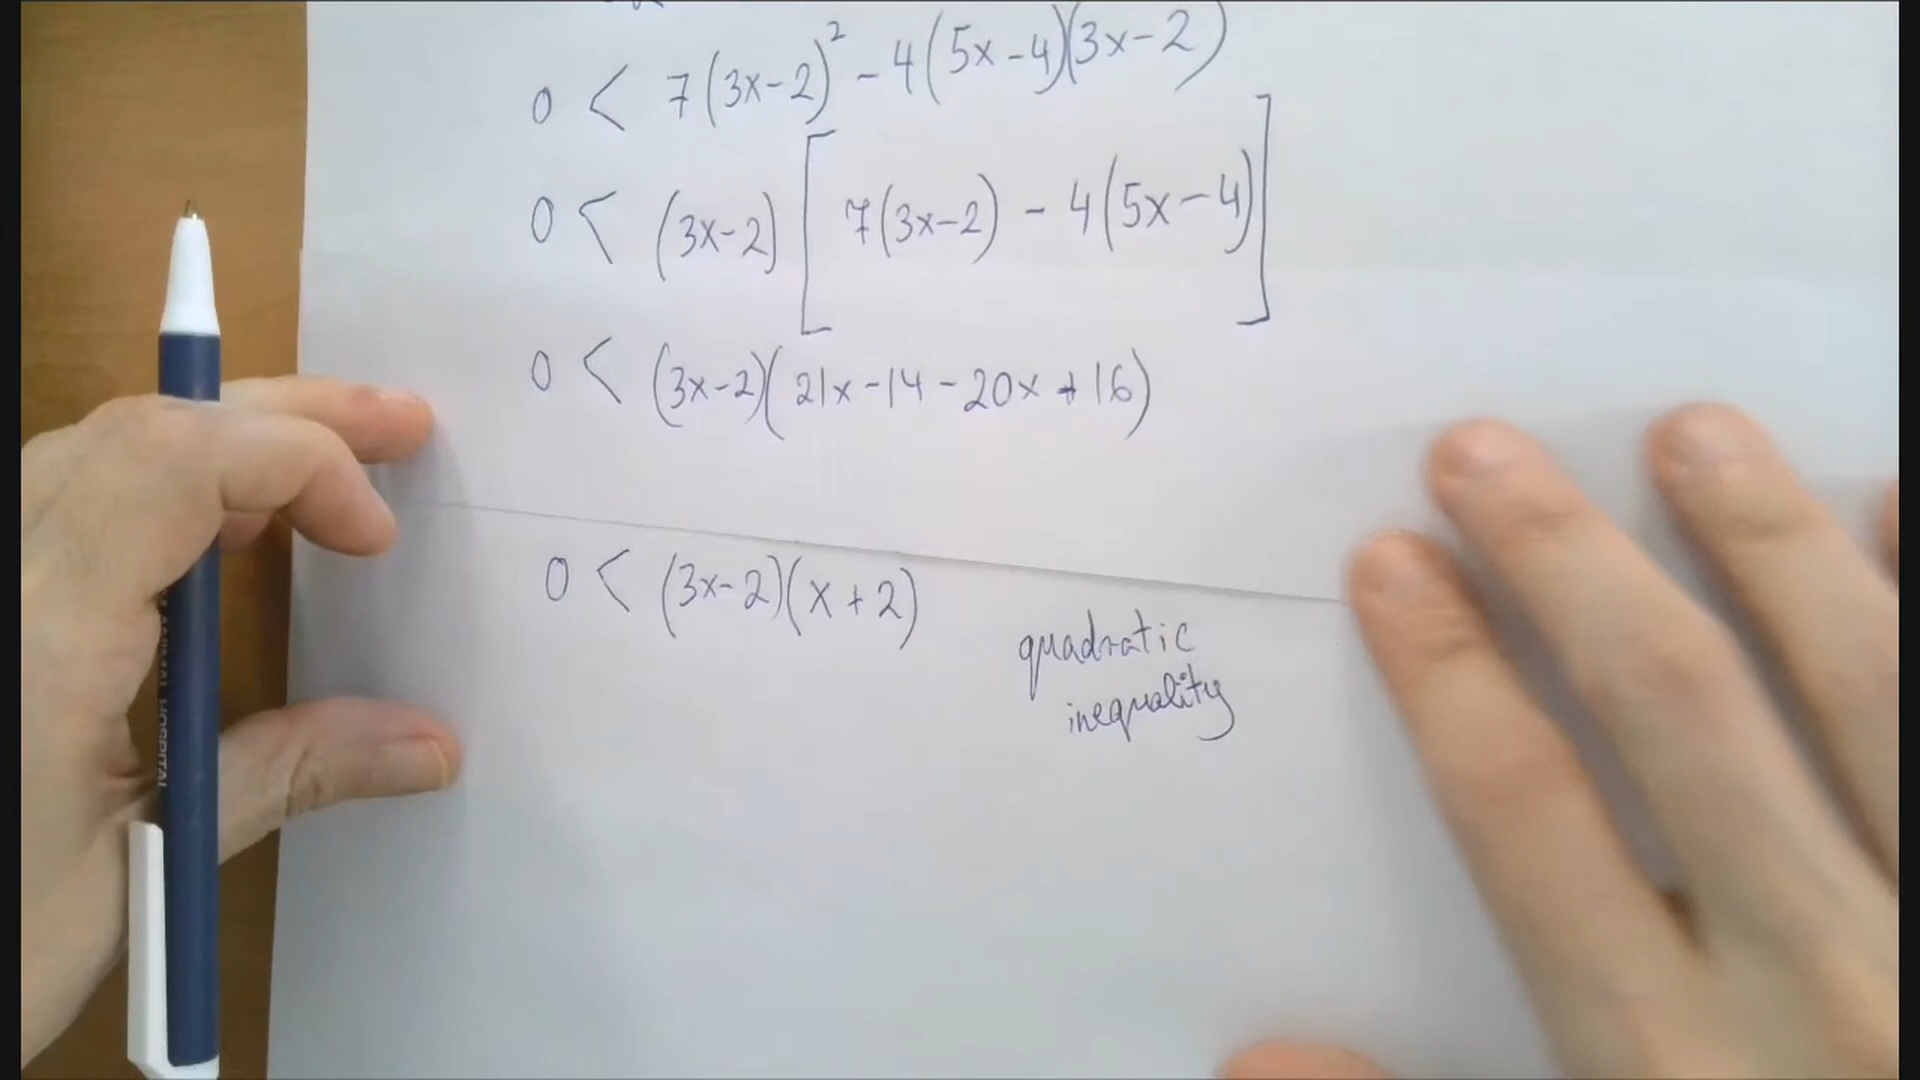 0 < 7(3x-2)² - 4(5x-4)(3x-2)
0 < (3x-2)[7(3x-2) - 4(5x-4)]
0 < (3x-2)(21x-14-20x+16)
0 < (3x-2)(x+2)
quadratic
inequality